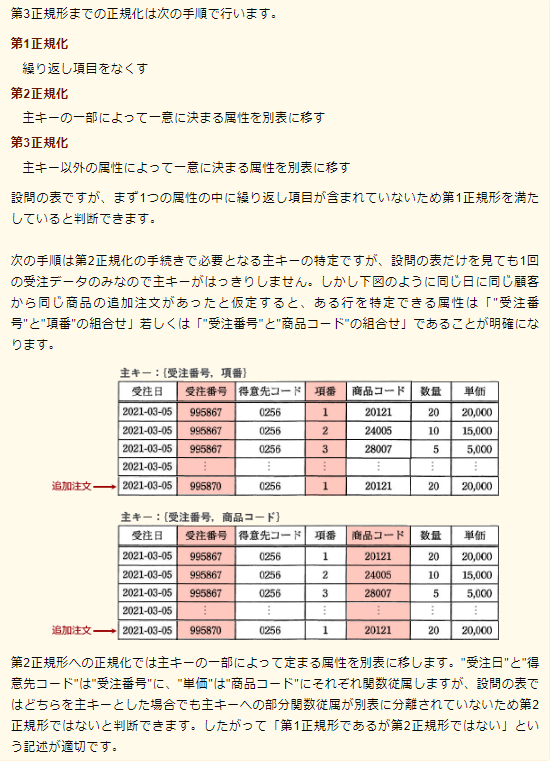 第3正規形までの正規化は次の手順で行います。
第1正規化
繰り返し項目をなくす
第2正規化
主キーの一部によって一意に決まる属性を別表に移す
第3正規化
主キー以外の属性によって一意に決まる属性を別表に移す
設問の表ですが、まず1つの属性の中に繰り返し項目が含まれていないため第1正規形を満た
していると判断できます。
次の手順は第2正規化の手続きで必要となる主キーの特定ですが、設問の表だけを見ても1回
の受注データのみなので主キーがはっきりしません。しかし下図のように同じ日に同じ顧客
から同じ商品の追加注文があったと仮定すると、ある行を特定できる属性は「"受注番
号"と"項番"の組合せ」若しくは「"受注番号"と"商品コード"の組合せ」であることが明確にな
ります。
主キー：{受注番号, 項番}
受注日 受注番号 得意先コード 項番 商品コード 数量 単価
2021-03-05 995867 0256 1 20121 20 20,000
2021-03-05 995867 0256 2 24005 10 15,000
2021-03-05 995867 0256 3 28007 5 5,000
2021-03-05 ⋮ ⋮ ⋮ ⋮ ⋮ ⋮
追加注文 2021-03-05 995870 0256 1 20121 20 20,000
主キー：{受注番号, 商品コード}
受注日 受注番号 得意先コード 項番 商品コード 数量 単価
2021-03-05 995867 0256 1 20121 20 20,000
2021-03-05 995867 0256 2 24005 10 15,000
2021-03-05 995867 0256 3 28007 5 5,000
2021-03-05 ⋮ ⋮ ⋮ ⋮ ⋮ ⋮
追加注文 2021-03-05 995870 0256 1 20121 20 20,000
第2正規形への正規化では主キーの一部によって定まる属性を別表に移します。"受注日"と"得
意先コード"は"受注番号"に、"単価"は"商品コード"にそれぞれ関数従属しますが、設問の表で
はどちらを主キーとした場合でも主キーへの部分関数従属が別表に分離されていないため第2
正規形ではないと判断できます。したがって「第1正規形であるが第2正規形ではない」とい
う記述が適切です。